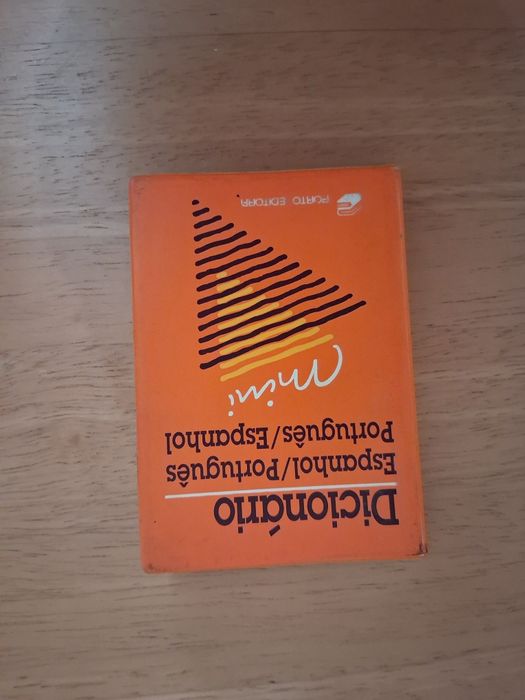 Dicionário
Espanhol/Português
Português/Espanhol
mini
PORTO EDITORA